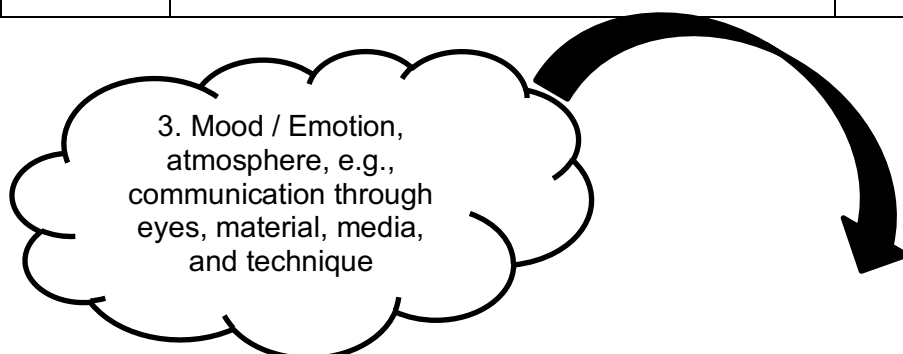 3. Mood / Emotion,
atmosphere, e.g.,
communication through
eyes, material, media,
and technique